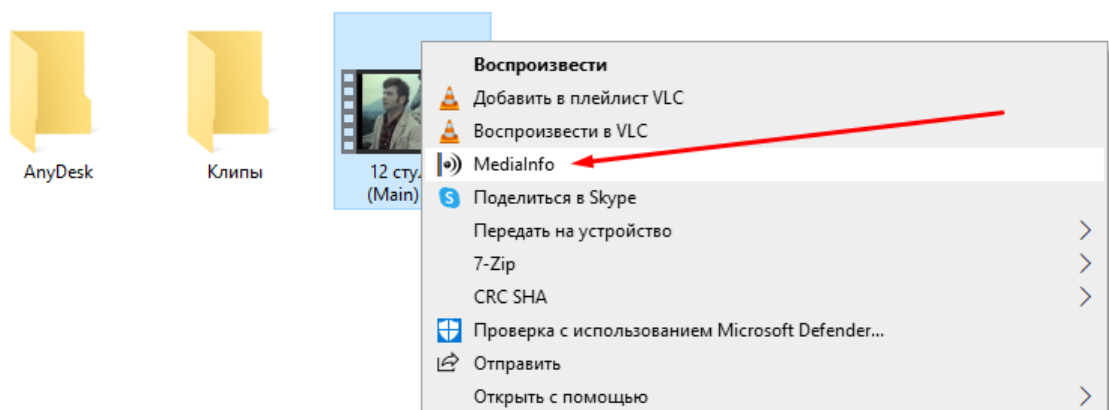 AnyDesk
Клипы
12 сту
(Main)
Воспроизвести
Добавить в плейлист VLC
Воспроизвести в VLC
MediaInfo
Поделиться в Skype
Передать на устройство
7-Zip
CRC SHA
Проверка с использованием Microsoft Defender...
Отправить
Открыть с помощью